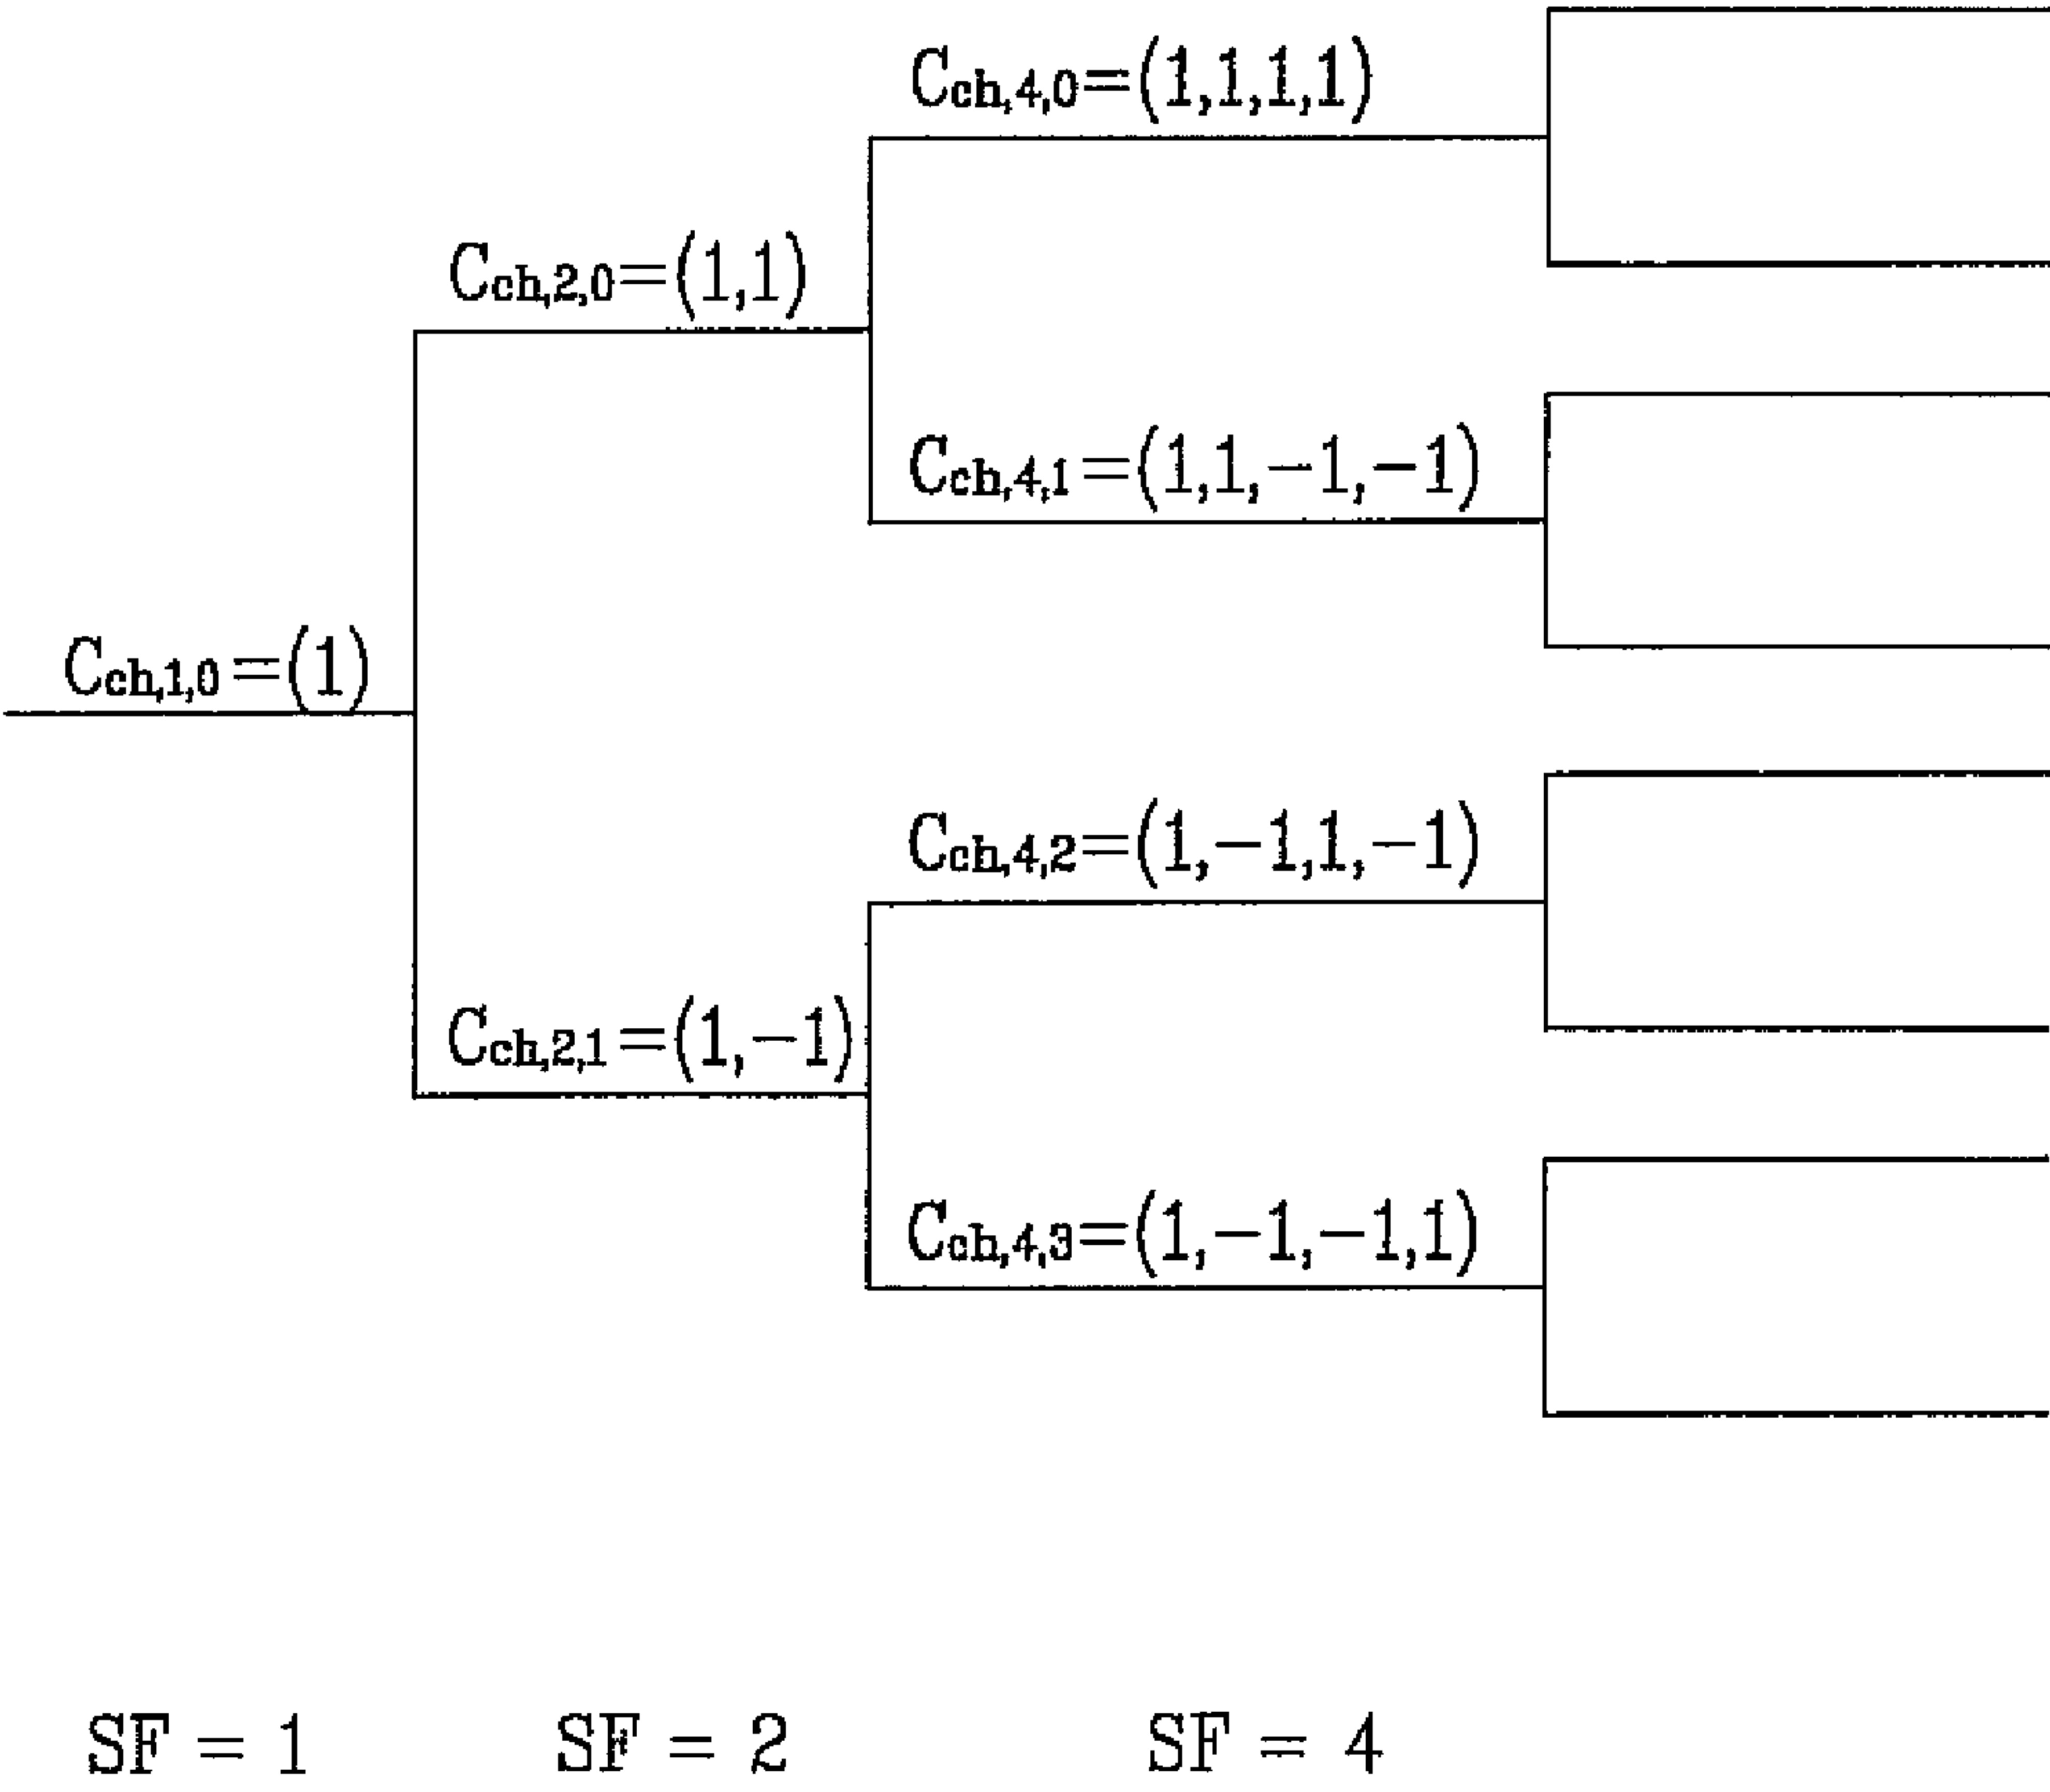 Cch,4,0=(1,1,1,1)
Cch,2,0=(1,1)
Cch,4,1=(1,1,-1,-1)
Cch,1,0=(1)
Cch,4,2=(1,-1,1,-1)
Cch,2,1=(1,-1)
Cch,4,3=(1,-1,-1,1)
SF = 1 SF = 2 SF = 4